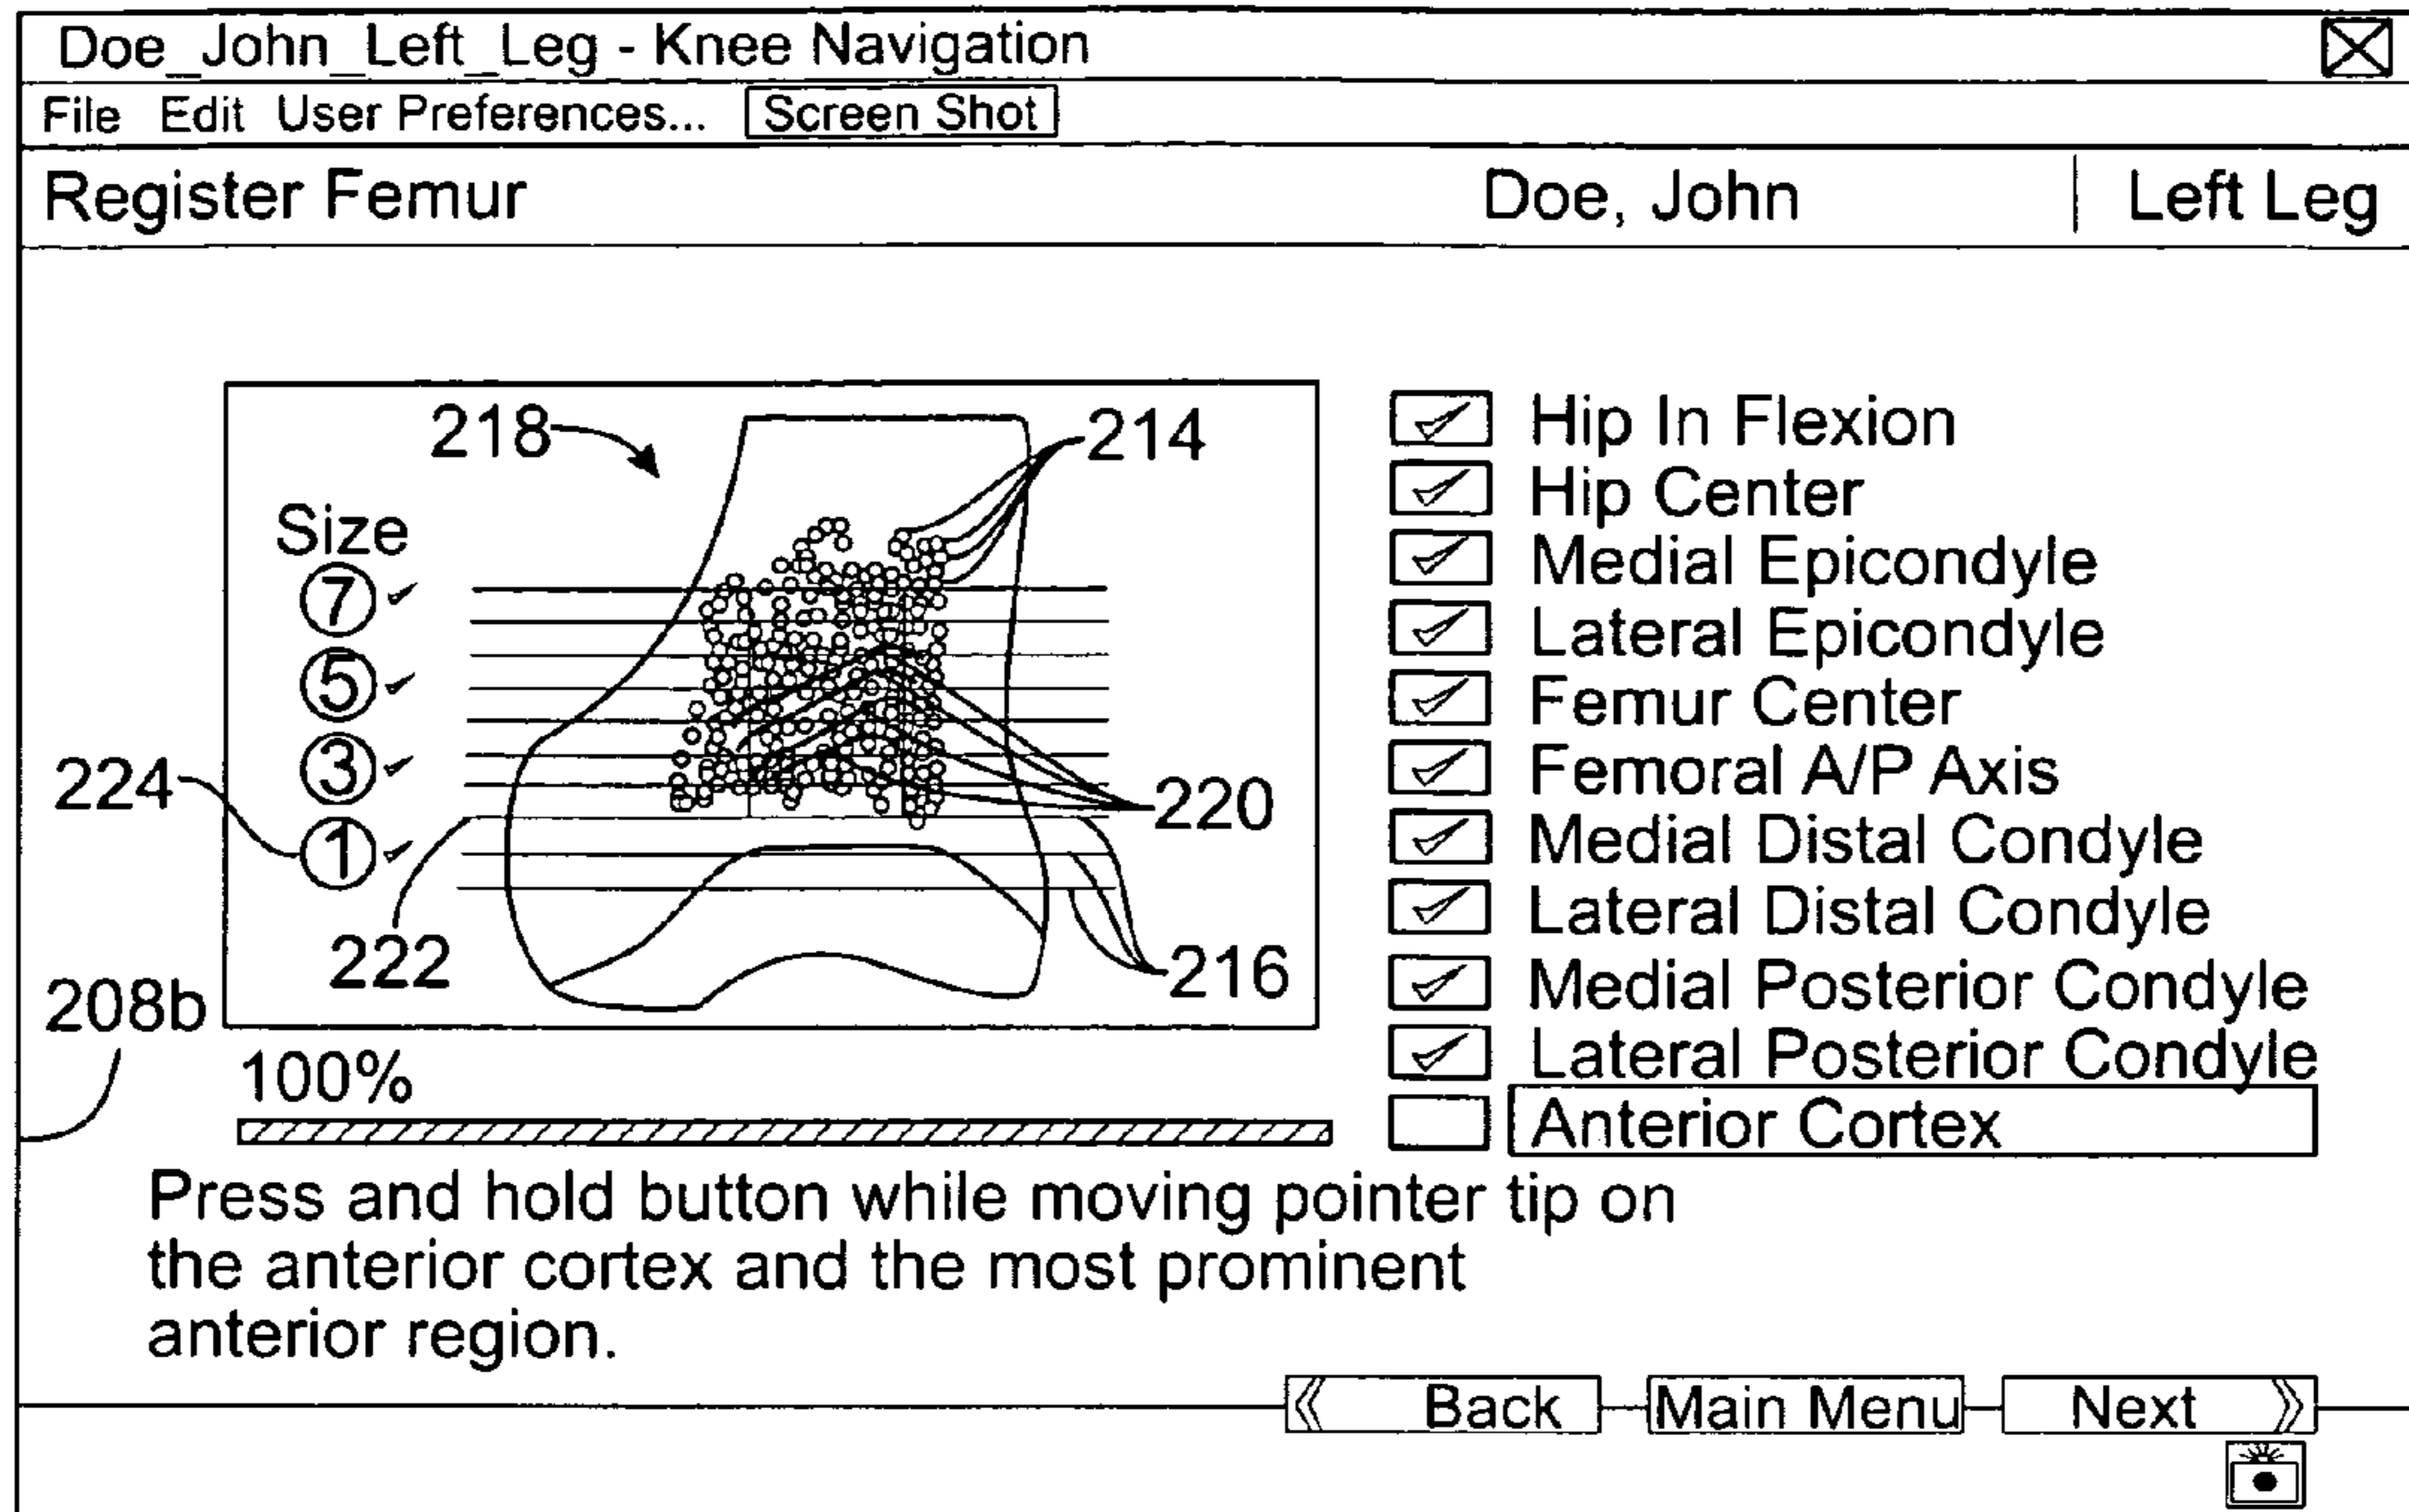 Doe_John_Left_Leg - Knee Navigation
File Edit User Preferences... Screen Shot
Register Femur Doe, John Left Leg
218
214
Size
7
5
3
1
224
220
222
216
208b
Hip In Flexion
Hip Center
Medial Epicondyle
Lateral Epicondyle
Femur Center
Femoral A/P Axis
Medial Distal Condyle
Lateral Distal Condyle
Medial Posterior Condyle
Lateral Posterior Condyle
Anterior Cortex
100%
Press and hold button while moving pointer tip on
the anterior cortex and the most prominent
anterior region.
Back Main Menu Next